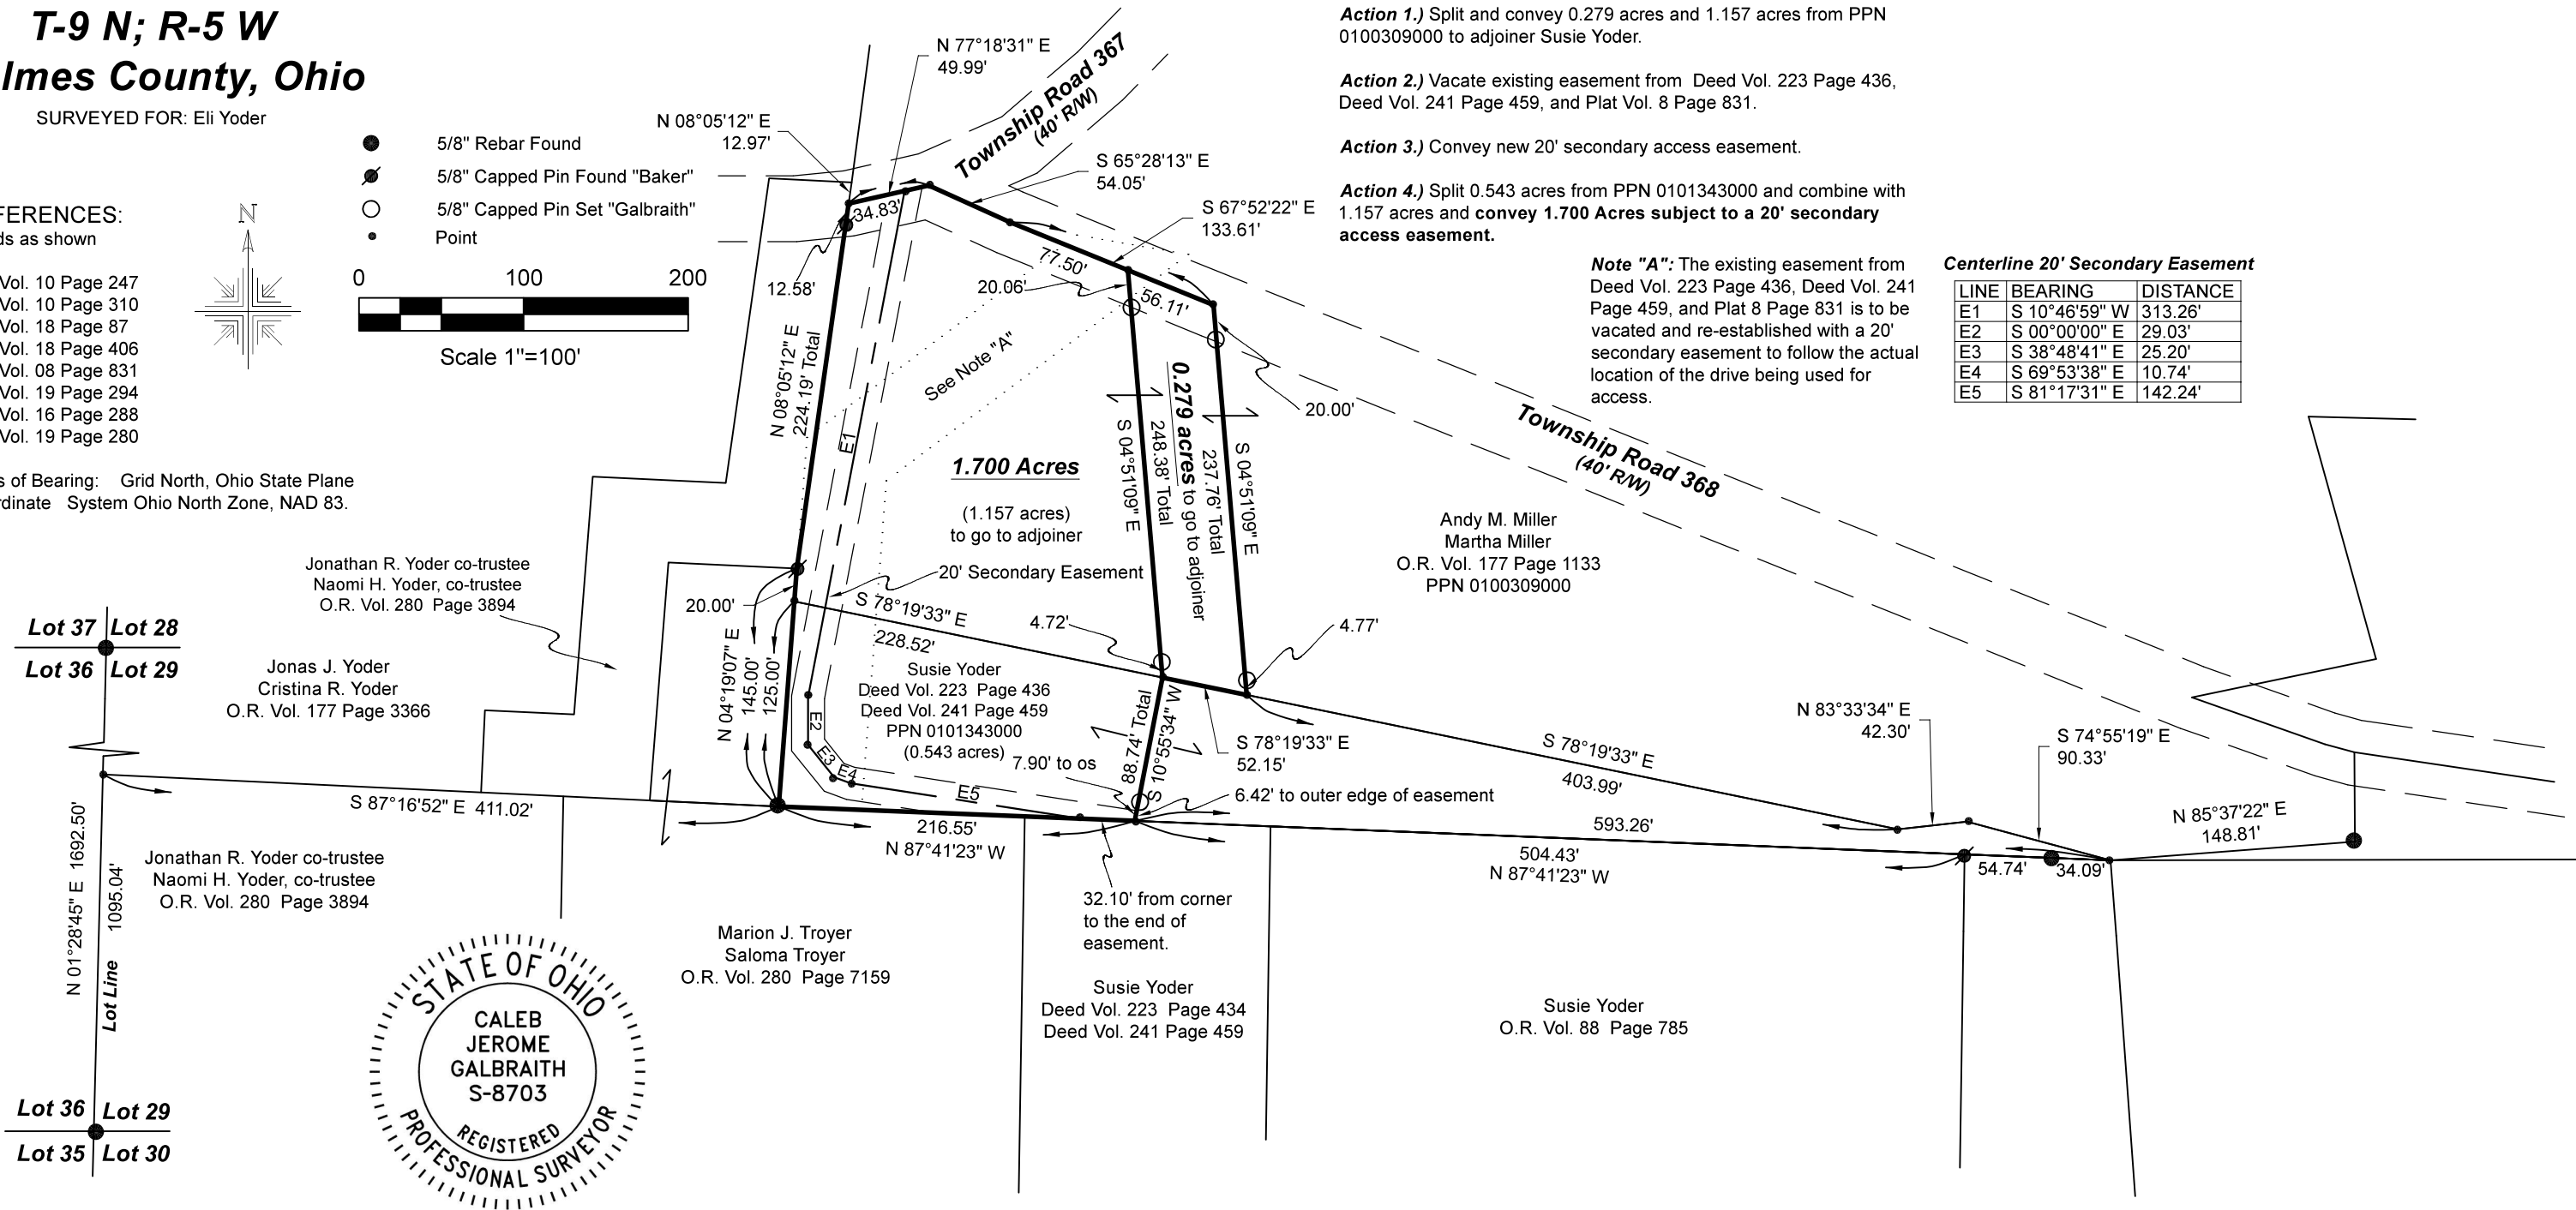 T-9 N; R-5 W
lmes County, Ohio
SURVEYED FOR: Eli Yoder
5/8" Rebar Found
5/8" Capped Pin Found "Baker"
5/8" Capped Pin Set "Galbraith"
Point
FERENCES:
ds as shown
Vol. 10 Page 247
Vol. 10 Page 310
Vol. 18 Page 87
Vol. 18 Page 406
Vol. 08 Page 831
Vol. 19 Page 294
Vol. 16 Page 288
Vol. 19 Page 280
N
0 100 200
Scale 1"=100'
s of Bearing: Grid North, Ohio State Plane
rdinate System Ohio North Zone, NAD 83.
Action 1.) Split and convey 0.279 acres and 1.157 acres from PPN
0100309000 to adjoiner Susie Yoder.
Action 2.) Vacate existing easement from Deed Vol. 223 Page 436,
Deed Vol. 241 Page 459, and Plat Vol. 8 Page 831.
Action 3.) Convey new 20' secondary access easement.
Action 4.) Split 0.543 acres from PPN 0101343000 and combine with
1.157 acres and convey 1.700 Acres subject to a 20' secondary
access easement.
Note "A": The existing easement from
Deed Vol. 223 Page 436, Deed Vol. 241
Page 459, and Plat 8 Page 831 is to be
vacated and re-established with a 20'
secondary easement to follow the actual
location of the drive being used for
access.
Centerline 20' Secondary Easement
LINE BEARING DISTANCE
E1 S 10°46'59" W 313.26'
E2 S 00°00'00" E 29.03'
E3 S 38°48'41" E 25.20'
E4 S 69°53'38" E 10.74'
E5 S 81°17'31" E 142.24'
N 77°18'31" E
49.99'
N 08°05'12" E
12.97'
Township Road 367
(40' R/W)
S 65°28'13" E
54.05'
S 67°52'22" E
133.61'
34.83'
12.58'
77.50'
20.06'
56.11'
20.00'
N 08°05'12" E
224.19' Total
See Note "A"
E1
S 04°51'09" E
248.38' Total
0.279 acres to go to adjoiner
237.76' Total
S 04°51'09" E
Township Road 368
(40' R/W)
1.700 Acres
(1.157 acres)
to go to adjoiner
Andy M. Miller
Martha Miller
O.R. Vol. 177 Page 1133
PPN 0100309000
Jonathan R. Yoder co-trustee
Naomi H. Yoder, co-trustee
O.R. Vol. 280 Page 3894
20' Secondary Easement
20.00'
S 78°19'33" E
228.52'
4.72'
4.77'
Lot 37 Lot 28
Lot 36 Lot 29
Jonas J. Yoder
Cristina R. Yoder
O.R. Vol. 177 Page 3366
N 04°19'07" E
145.00'
125.00'
Susie Yoder
Deed Vol. 223 Page 436
Deed Vol. 241 Page 459
PPN 0101343000
(0.543 acres)
E2
E3
E4
E5
7.90' to os
88.74' Total
S 10°55'34" W
S 78°19'33" E
52.15'
6.42' to outer edge of easement
S 78°19'33" E
403.99'
N 83°33'34" E
42.30'
S 74°55'19" E
90.33'
N 85°37'22" E
148.81'
S 87°16'52" E 411.02'
216.55'
N 87°41'23" W
593.26'
504.43'
N 87°41'23" W
54.74'
34.09'
N 01°28'45" E 1692.50'
Lot Line 1095.04'
Jonathan R. Yoder co-trustee
Naomi H. Yoder, co-trustee
O.R. Vol. 280 Page 3894
Marion J. Troyer
Saloma Troyer
O.R. Vol. 280 Page 7159
32.10' from corner
to the end of
easement.
Susie Yoder
Deed Vol. 223 Page 434
Deed Vol. 241 Page 459
Susie Yoder
O.R. Vol. 88 Page 785
STATE OF OHIO
CALEB
JEROME
GALBRAITH
S-8703
REGISTERED
PROFESSIONAL SURVEYOR
Lot 36 Lot 29
Lot 35 Lot 30